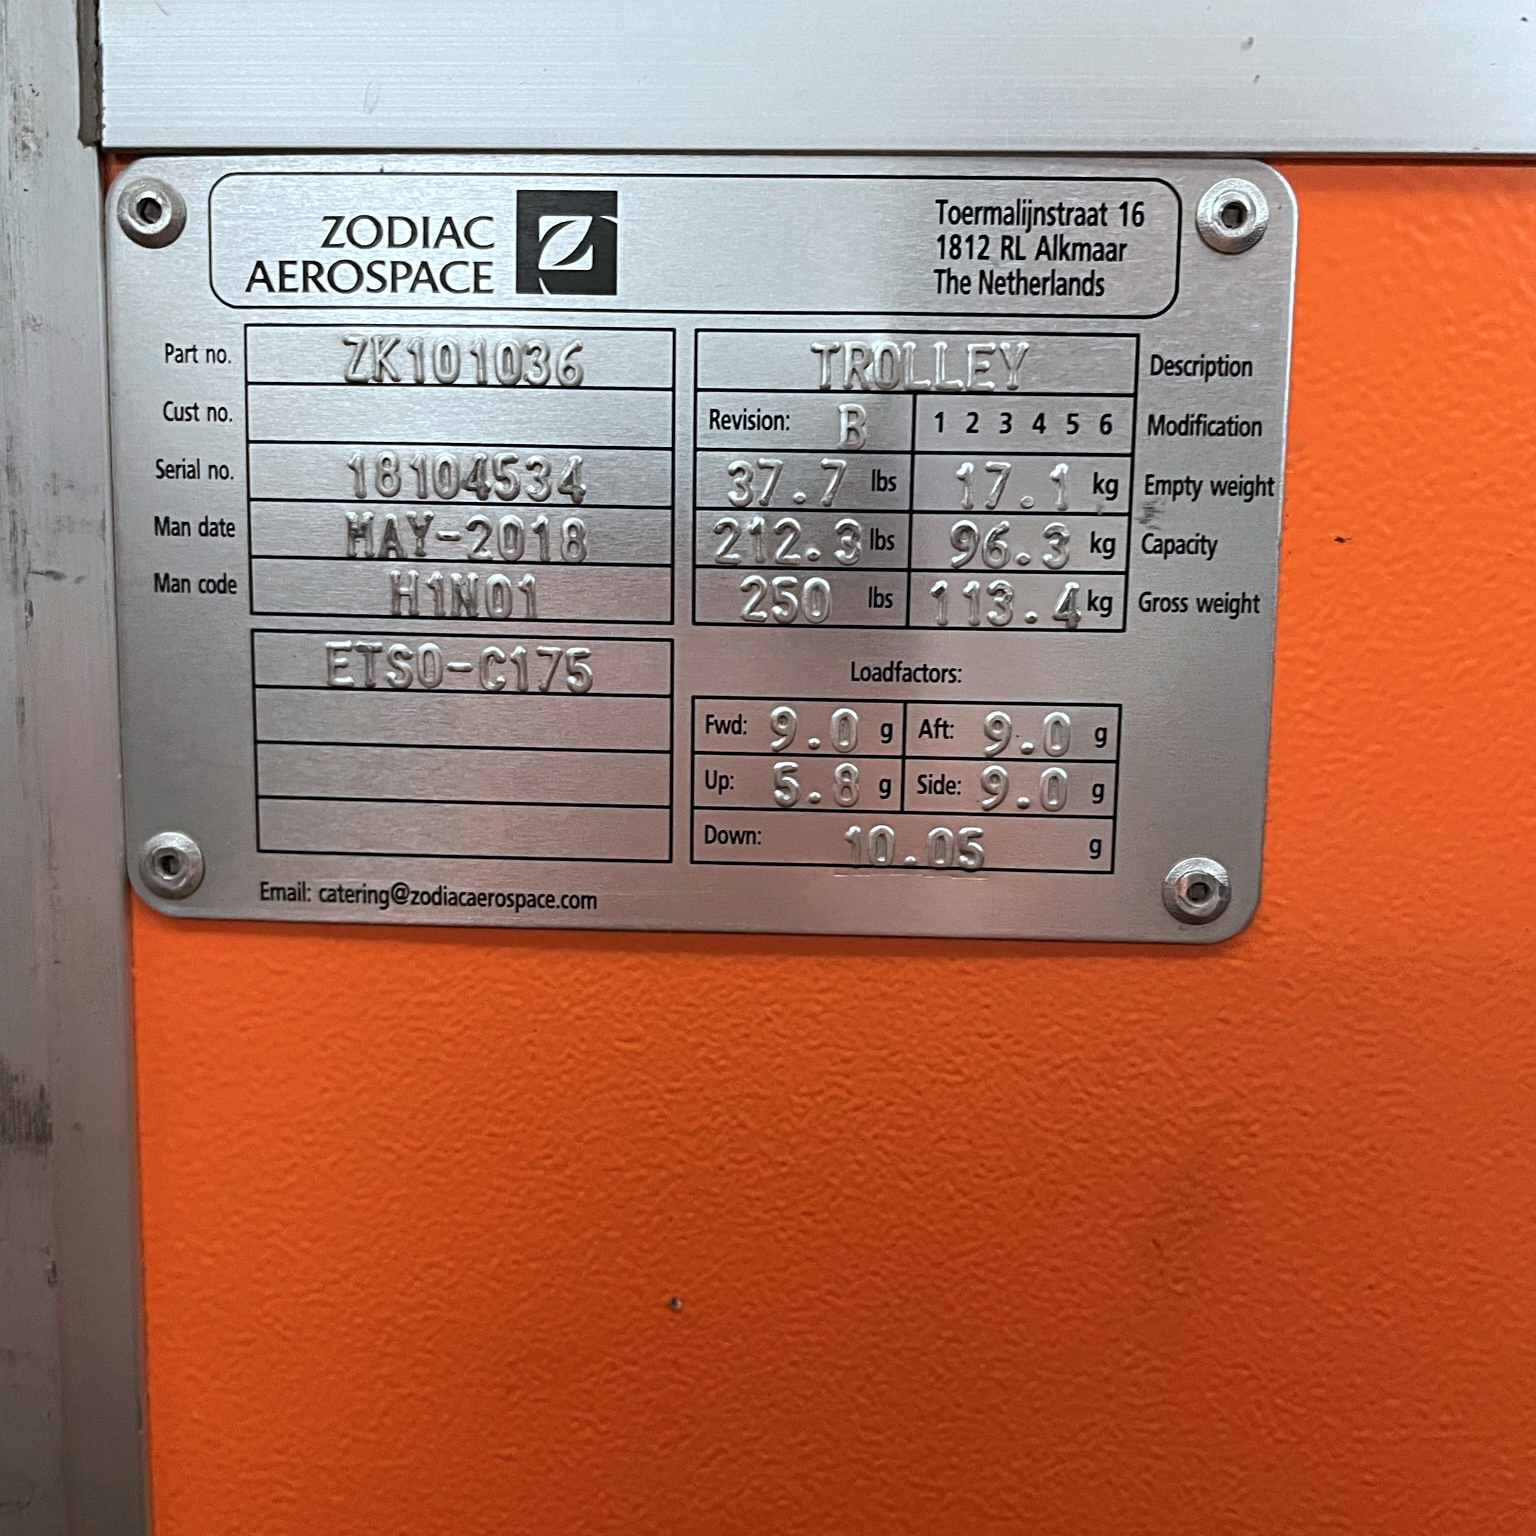 ZODIAC
AEROSPACE
Toermalijnstraat 16
1812 RL Alkmaar
The Netherlands
Part no. ZK101036
Cust no.
Serial no. 18104534
Man date MAY-2018
Man code H1N01
ETSO-C175
TROLLEY Description
Revision: B 1 2 3 4 5 6 Modification
37.7 lbs 17.1 kg Empty weight
212.3 lbs 96.3 kg Capacity
250 lbs 113.4 kg Gross weight
Loadfactors:
Fwd: 9.0 g Aft: 9.0 g
Up: 5.8 g Side: 9.0 g
Down: 10.05 g
Email: catering@zodiacaerospace.com